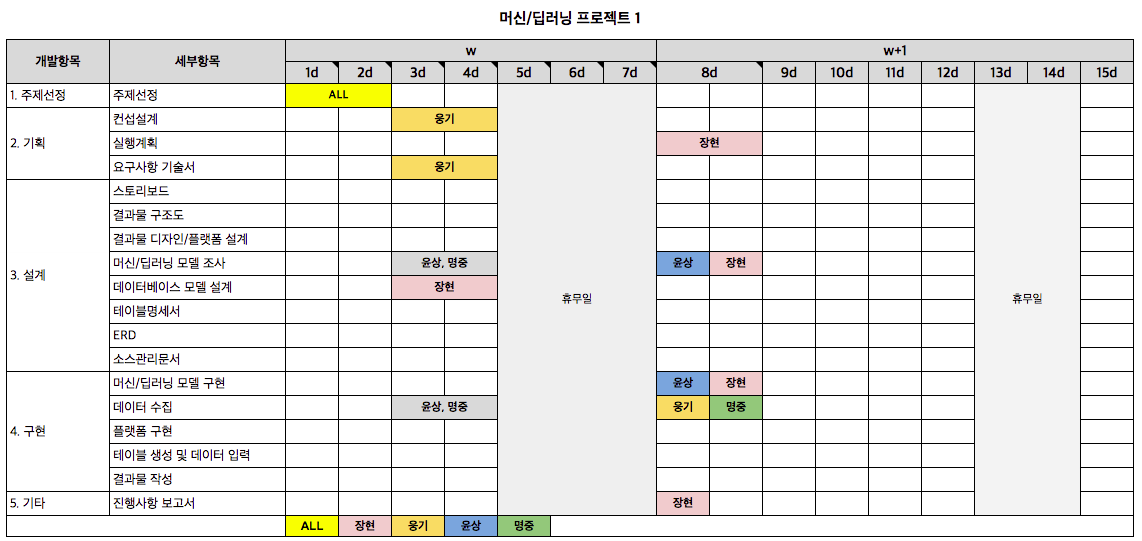 머신/딥러닝 프로젝트 1
개발항목 세부항목 w w+1
1d 2d 3d 4d 5d 6d 7d 8d 9d 10d 11d 12d 13d 14d 15d
1. 주제선정 주제선정 ALL
2. 기획 컨섭설계 웅기
실행계획 장현
요구사항 기술서 웅기
3. 설계 스토리보드
결과물 구조도
결과물 디자인/플랫폼 설계
머신/딥러닝 모델 조사 윤상, 명중 윤상 장현
데이터베이스 모델 설계 장현
휴무일 휴무일
테이블명세서
ERD
소스관리문서
4. 구현 머신/딥러닝 모델 구현 윤상 장현
데이터 수집 윤상, 명중 웅기 명중
플랫폼 구현
테이블 생성 및 데이터 입력
결과물 작성
5. 기타 진행사항 보고서 장현
ALL 장현 웅기 윤상 명중